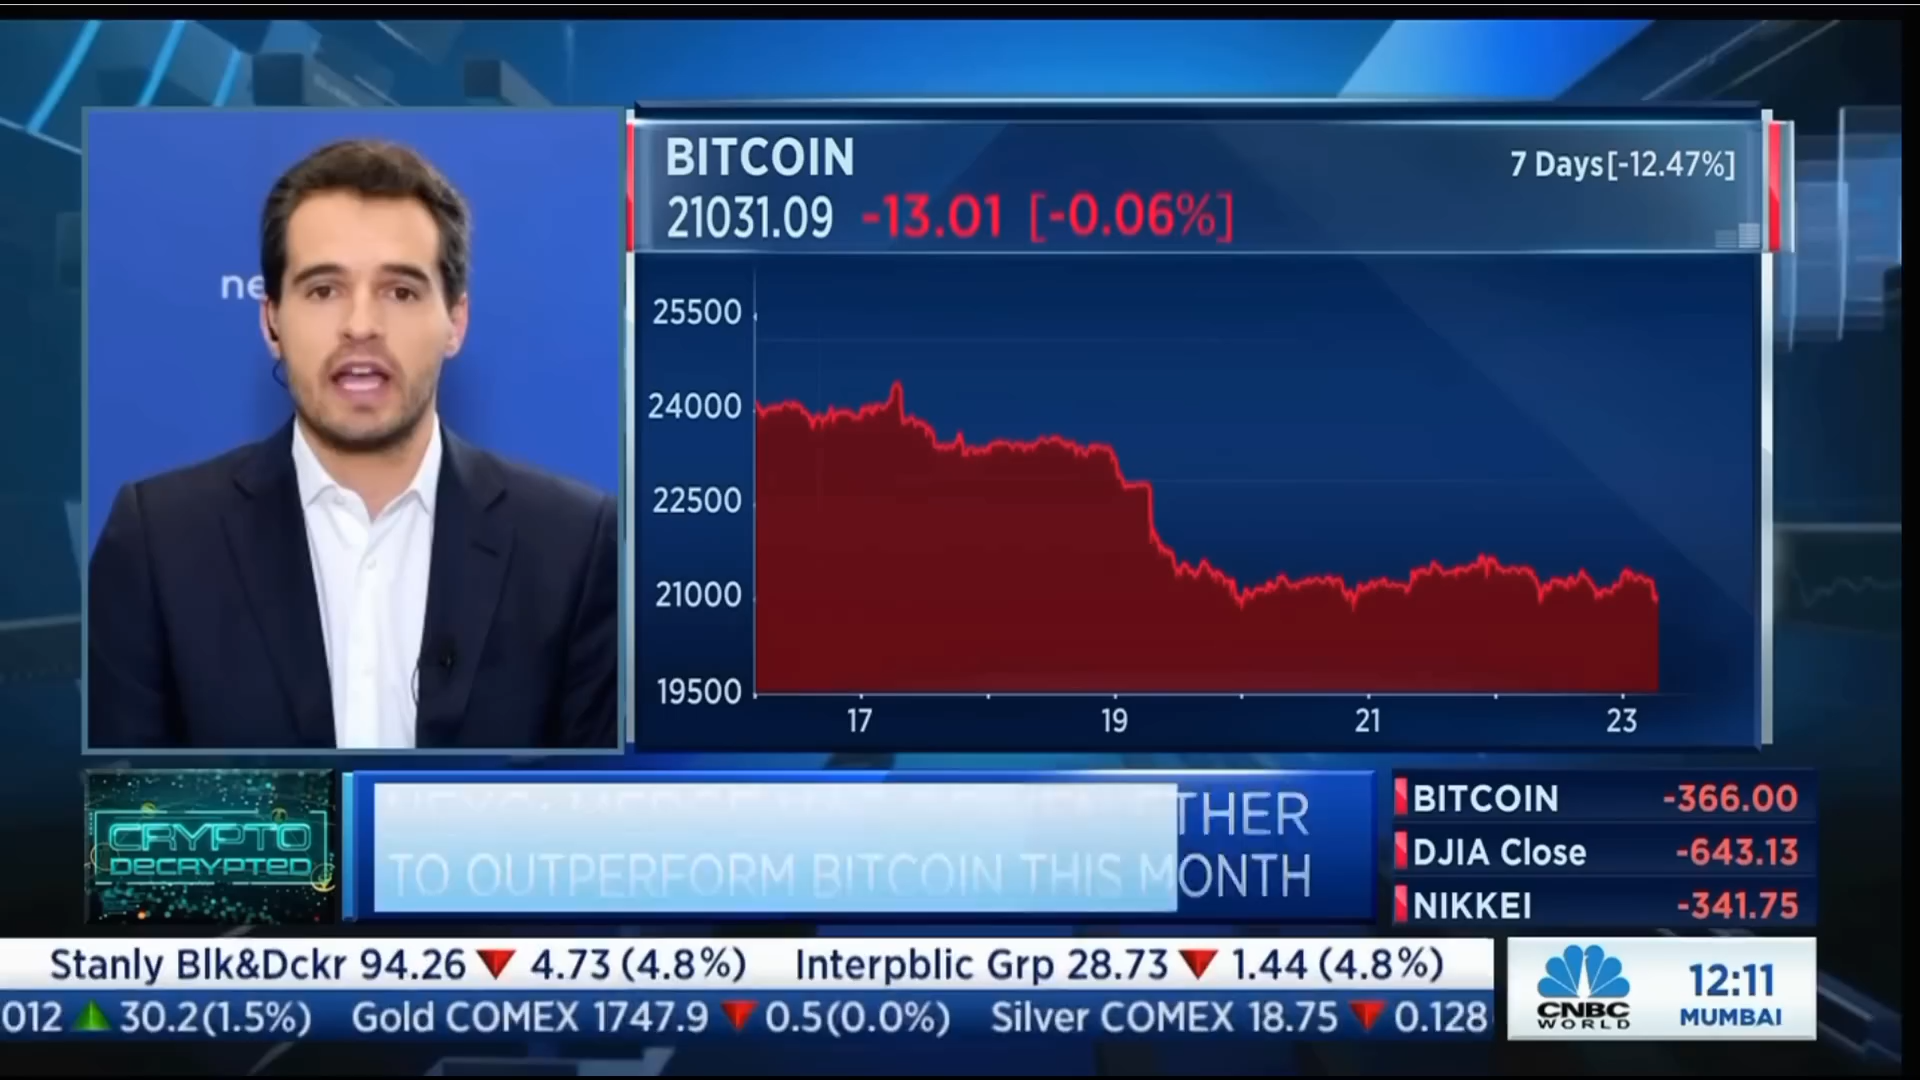 ne
BITCOIN
21031.09 -13.01 [-0.06%]
7 Days[-12.47%]
25500
24000
22500
21000
19500
17 19 21 23
CRYPTO
DECRYPTED
THER
TO OUTPERFORM BITCOIN THIS MONTH
BITCOIN -366.00
DJIA Close -643.13
NIKKEI -341.75
Stanly Blk&Dckr 94.26 ▼ 4.73 (4.8%) Interpblic Grp 28.73 ▼ 1.44 (4.8%)
012 ▲ 30.2(1.5%) Gold COMEX 1747.9 ▼ 0.5(0.0%) Silver COMEX 18.75 ▼ 0.128
CNBC
WORLD
12:11
MUMBAI